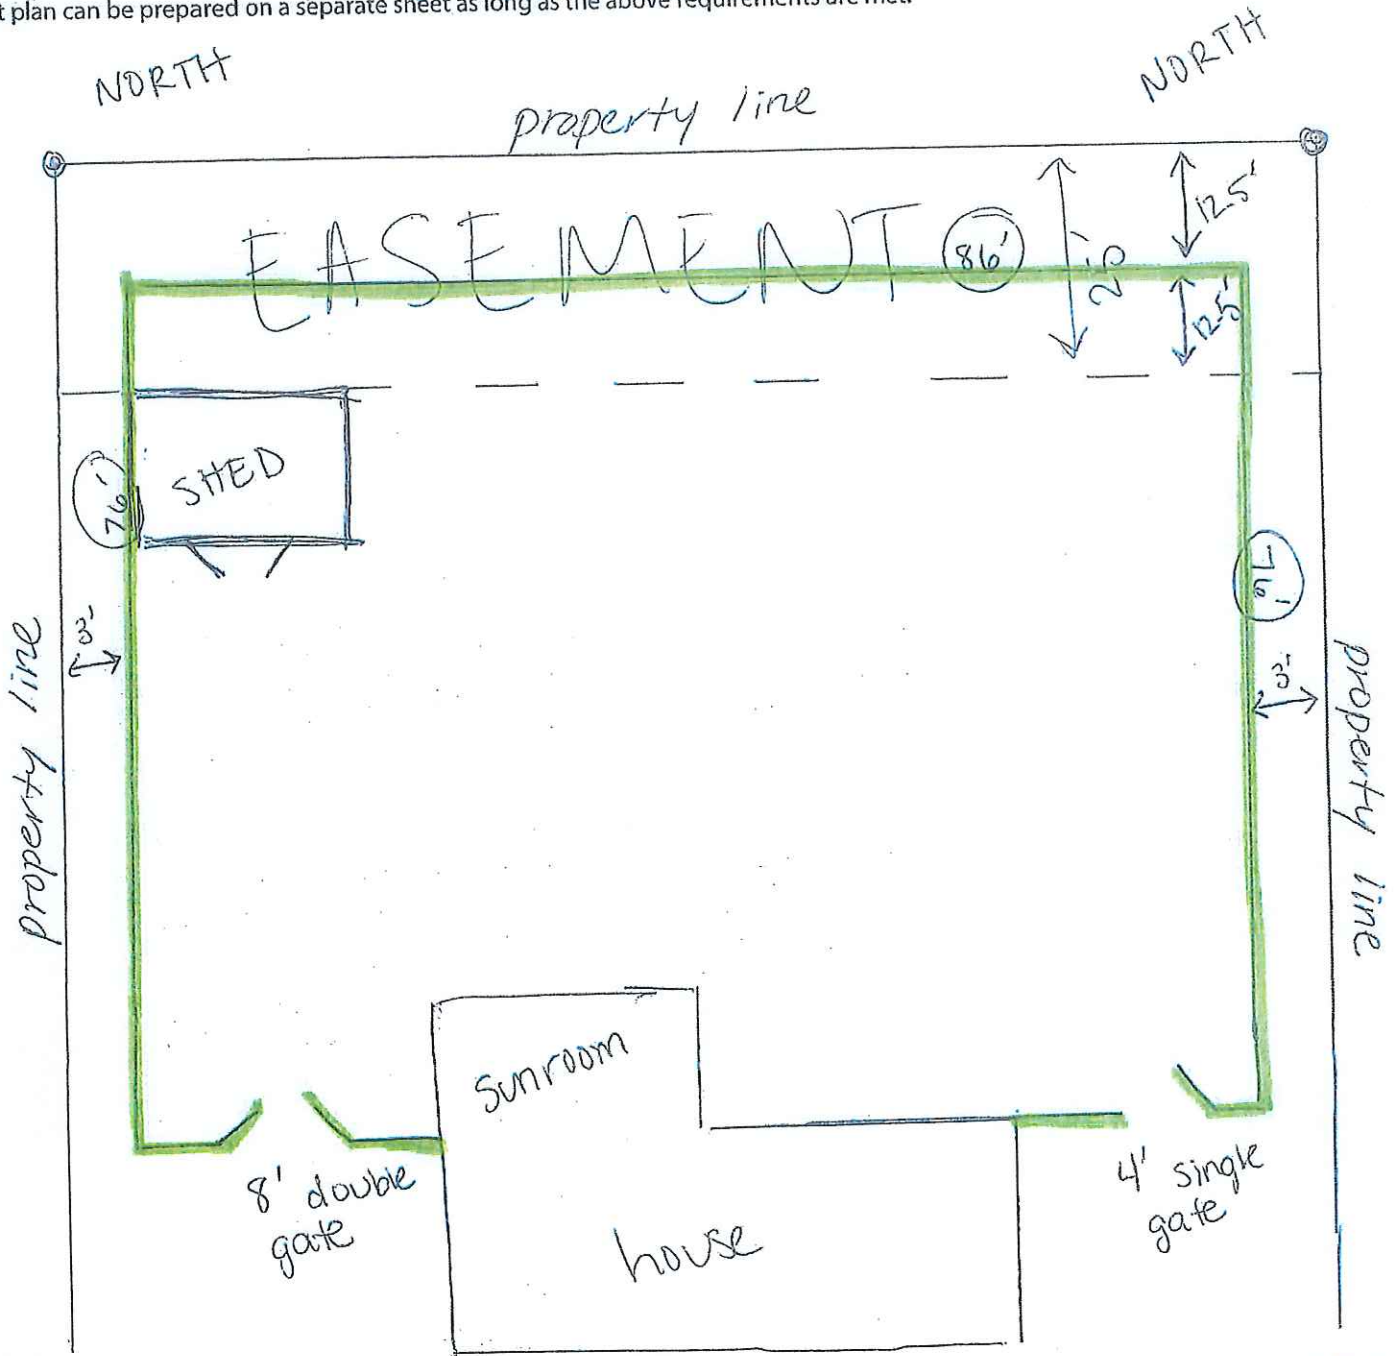 t plan can be prepared on a separate sheet as long as the above requirements are met.
NORTH
NORTH
property line
12.5'
EASEMENT
86'
25'
12.5'
SHED
76'
76'
3'
3'
property line
property line
Sunroom
8' double
gate
4' single
gate
house